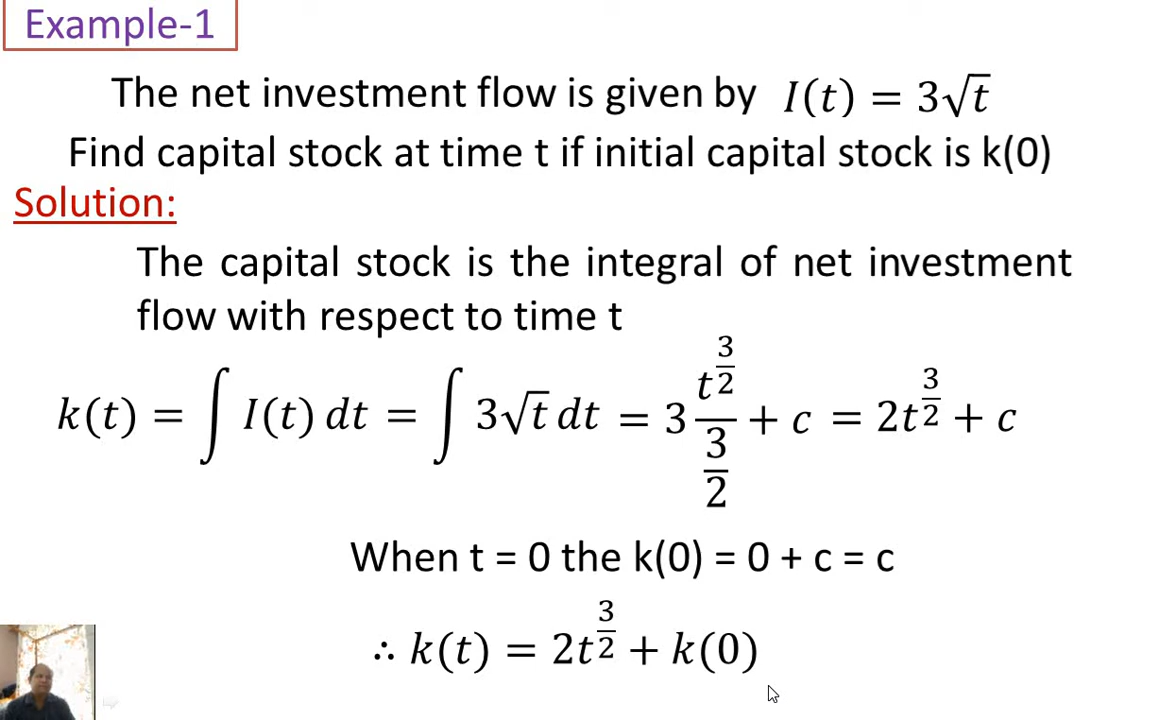 Example-1
The net investment flow is given by I(t) = 3√t
Find capital stock at time t if initial capital stock is k(0)
Solution:
The capital stock is the integral of net investment
flow with respect to time t
k(t) = ∫ I(t) dt = ∫ 3√t dt = 3 t^(3/2)/(3/2) + c = 2t^(3/2) + c
When t = 0 the k(0) = 0 + c = c
∴ k(t) = 2t^(3/2) + k(0)